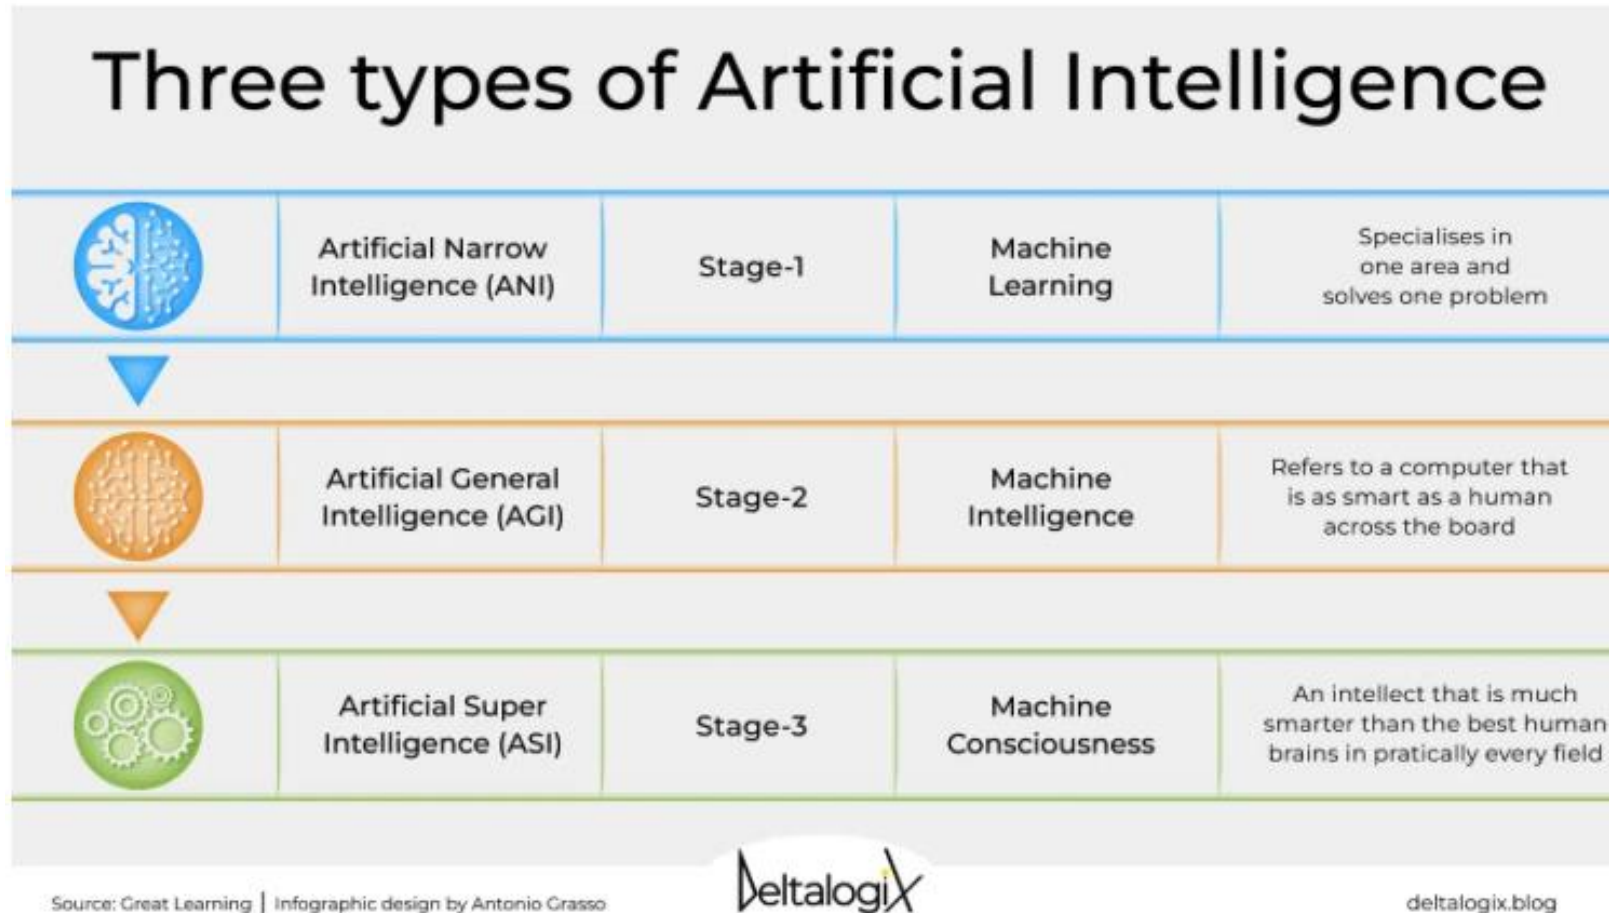 Three types of Artificial Intelligence
Artificial Narrow
Intelligence (ANI)
Stage-1
Machine
Learning
Specialises in
one area and
solves one problem
Artificial General
Intelligence (AGI)
Stage-2
Machine
Intelligence
Refers to a computer that
is as smart as a human
across the board
Artificial Super
Intelligence (ASI)
Stage-3
Machine
Consciousness
An intellect that is much
smarter than the best human
brains in pratically every field
Source: Great Learning | Infographic design by Antonio Grasso
DeltalogiX
deltalogix.blog